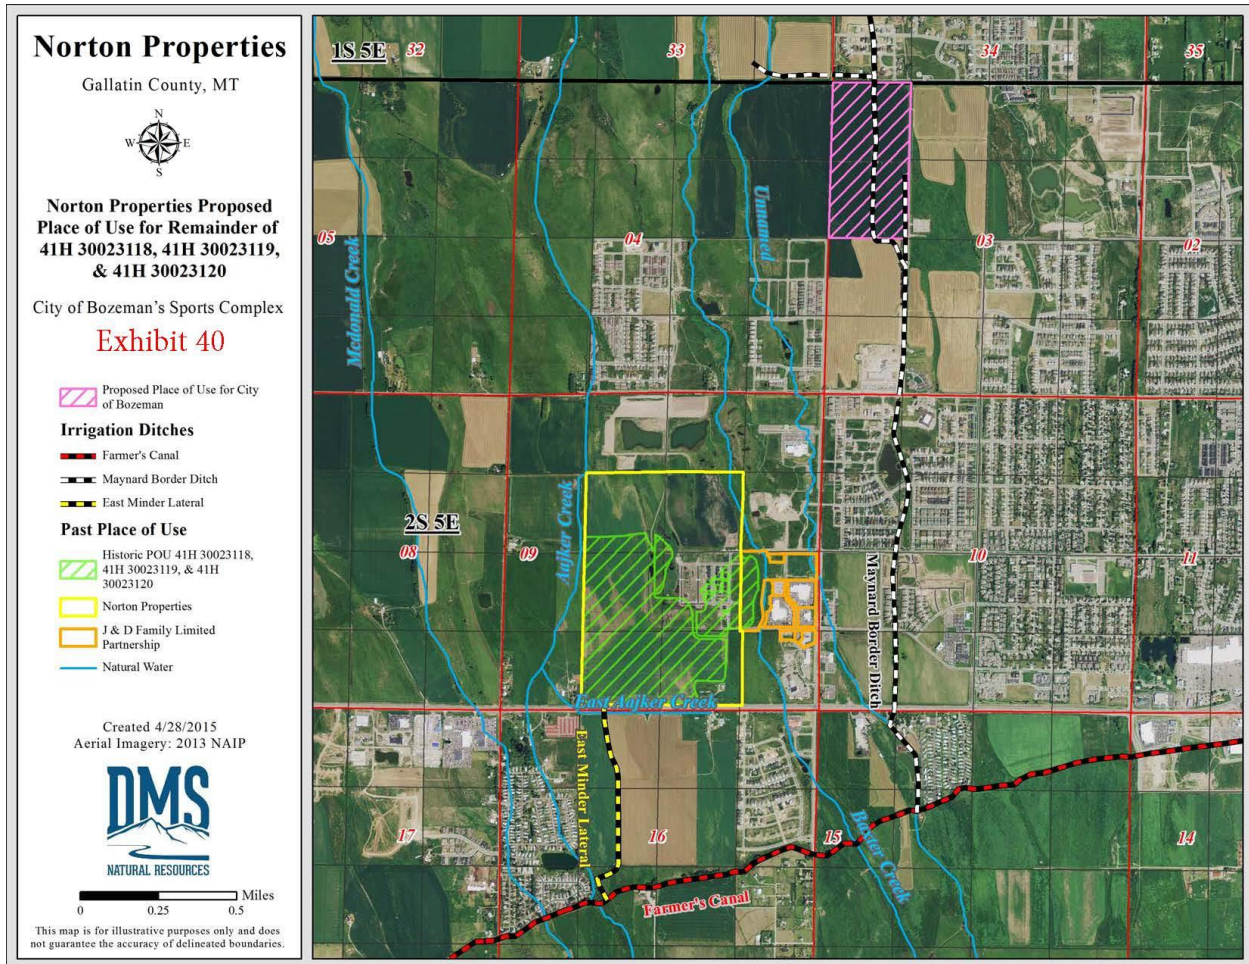 Norton Properties
Gallatin County, MT
N
W E
S
Norton Properties Proposed
Place of Use for Remainder of
41H 30023118, 41H 30023119,
& 41H 30023120
City of Bozeman's Sports Complex
Exhibit 40
Proposed Place of Use for City
of Bozeman
Irrigation Ditches
Farmer's Canal
Maynard Border Ditch
East Minder Lateral
Past Place of Use
Historic POU 41H 30023118,
41H 30023119, & 41H
30023120
Norton Properties
J & D Family Limited
Partnership
Natural Water
Created 4/28/2015
Aerial Imagery: 2013 NAIP
DMS
NATURAL RESOURCES
Miles
0 0.25 0.5
This map is for illustrative purposes only and does
not guarantee the accuracy of delineated boundaries.
1S 5E
32
33
34
35
05
04
03
02
Mcdonald Creek
Unnamed
2S 5E
08
09
10
11
Aajker Creek
Maynard Border Ditch
East Aajker Creek
East Minder Lateral
17
16
15
14
Baxter Creek
Farmer's Canal